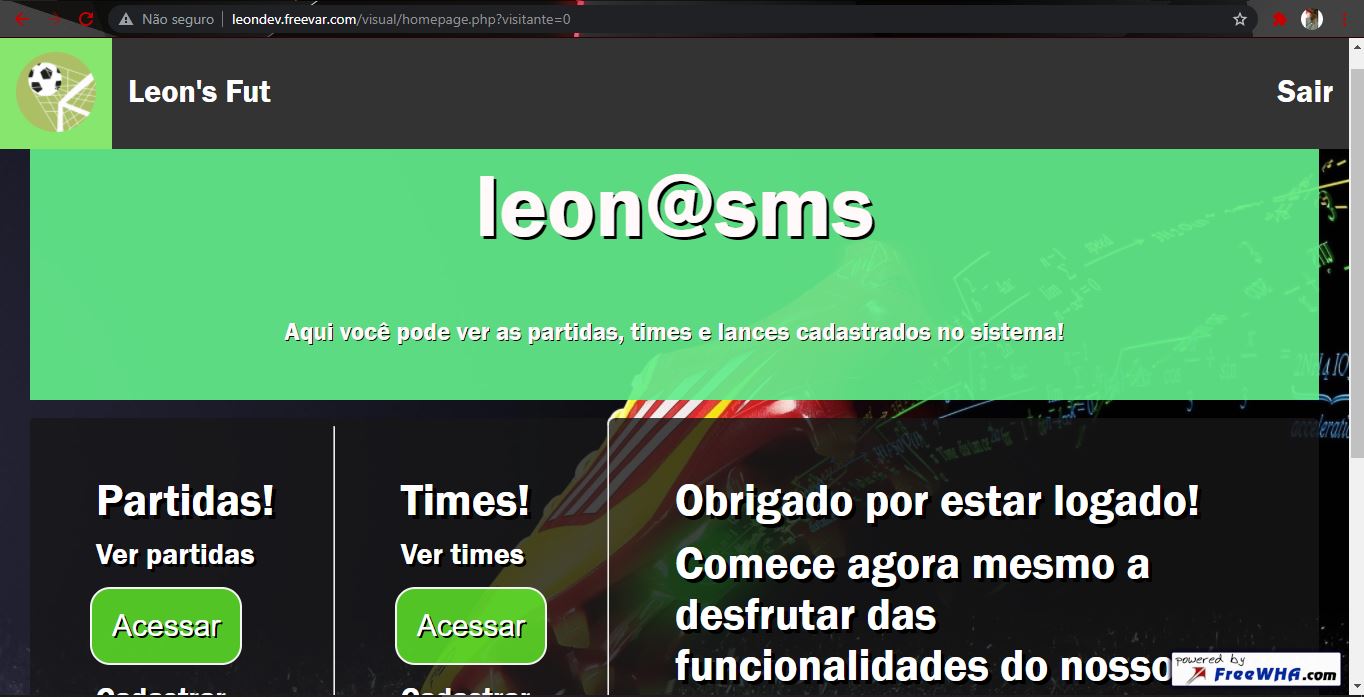 Não seguro
leondev.freevar.com/visual/homepage.php?visitante=0
Leon's Fut
Sair
leon@sms
Aqui você pode ver as partidas, times e lances cadastrados no sistema!
Partidas!
Ver partidas
Acessar
Cadastrar
Times!
Ver times
Acessar
Cadastrar
Obrigado por estar logado!
Comece agora mesmo a
desfrutar das
funcionalidades do nosso
powered by
FreeWHA.com